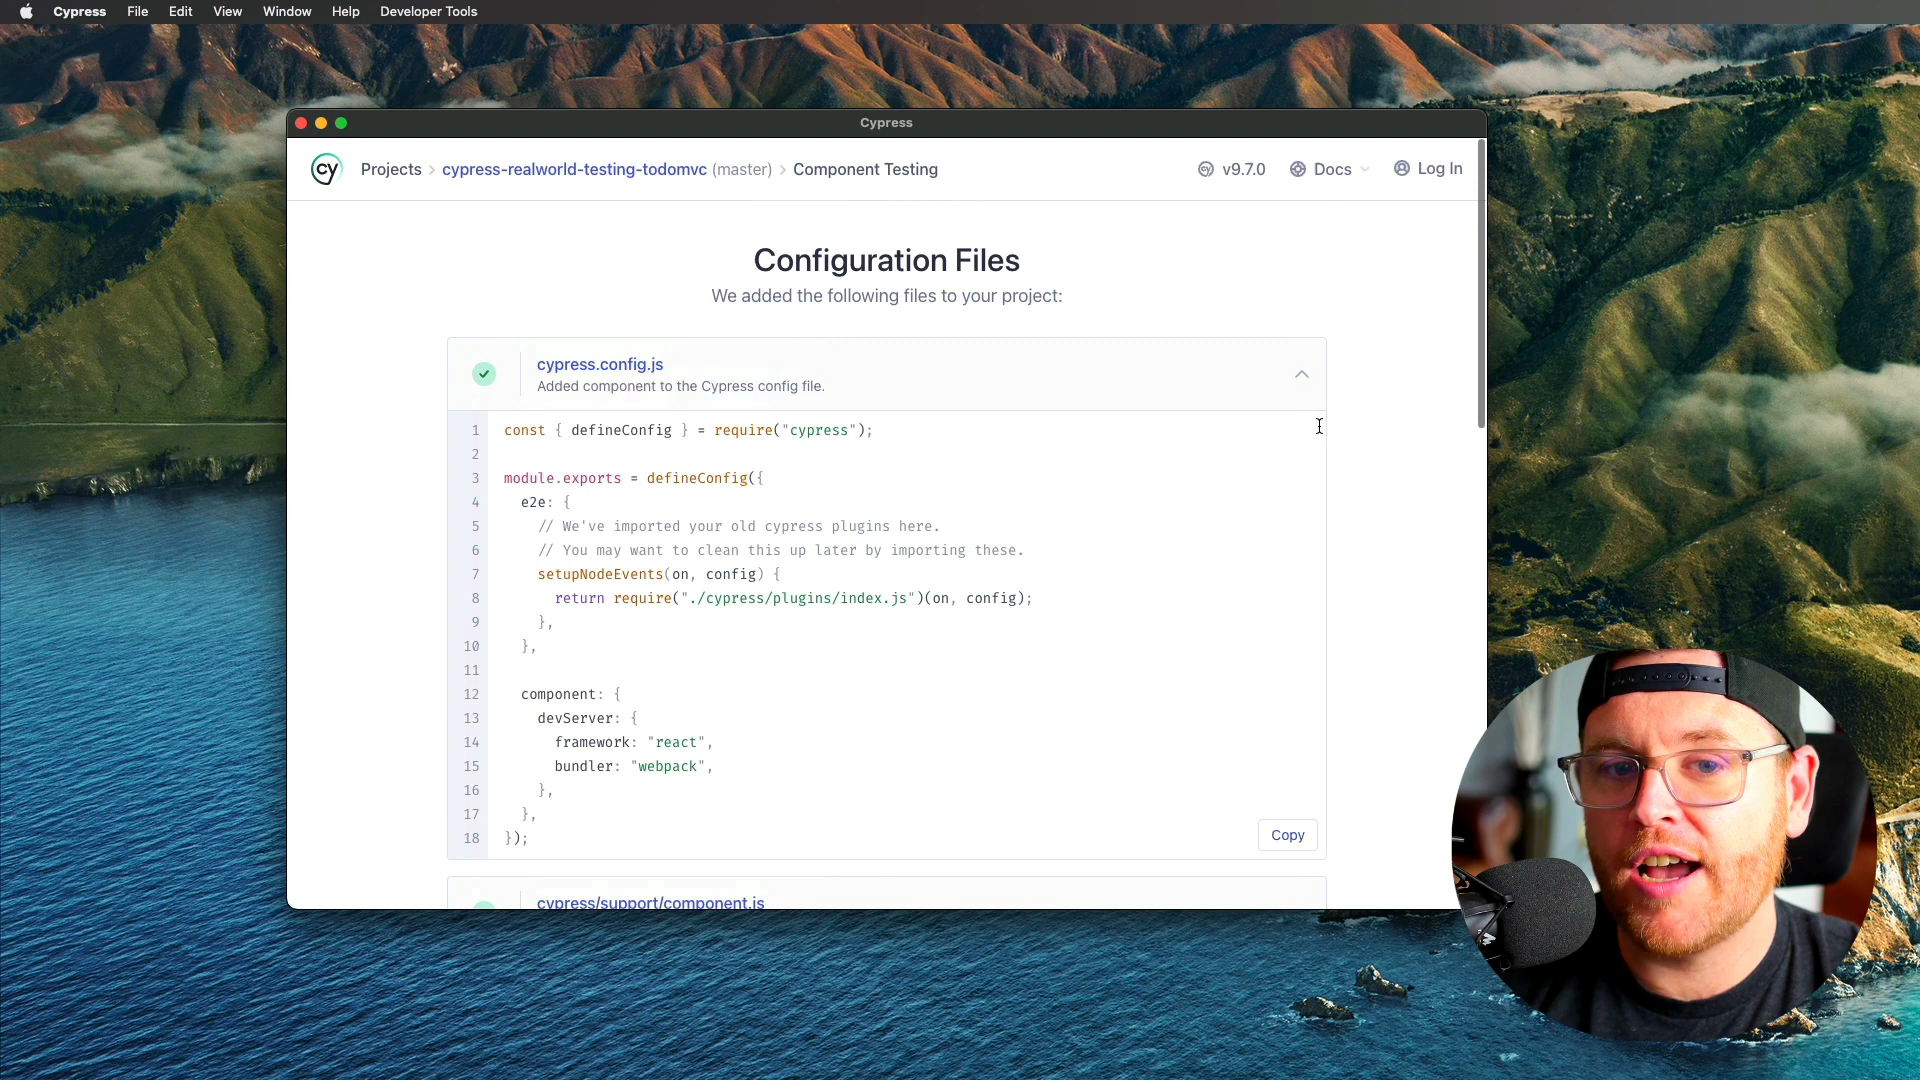 Cypress File Edit View Window Help Developer Tools
Cypress
cy Projects > cypress-realworld-testing-todomvc (master) > Component Testing cy v9.7.0 Docs Log In
Configuration Files
We added the following files to your project:
cypress.config.js
Added component to the Cypress config file.
1 const { defineConfig } = require("cypress");
2
3 module.exports = defineConfig({
4 e2e: {
5 // We've imported your old cypress plugins here.
6 // You may want to clean this up later by importing these.
7 setupNodeEvents(on, config) {
8 return require("./cypress/plugins/index.js")(on, config);
9 },
10 },
11
12 component: {
13 devServer: {
14 framework: "react",
15 bundler: "webpack",
16 },
17 },
18 });
Copy
cypress/support/component.js